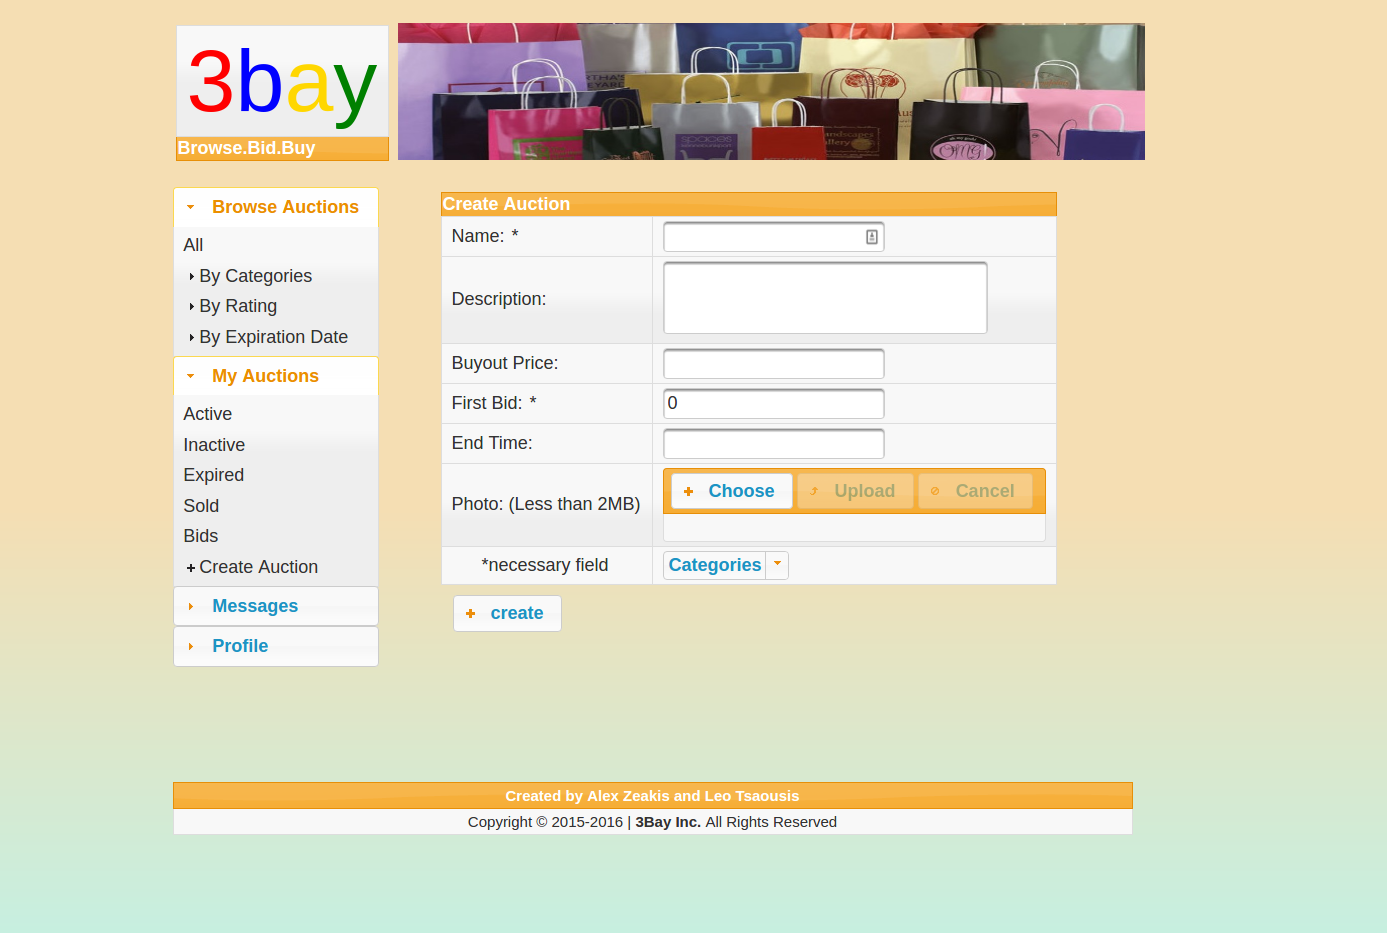 3bay
Browse.Bid.Buy
spaces
OMG!
Browse Auctions
All
By Categories
By Rating
By Expiration Date
My Auctions
Active
Inactive
Expired
Sold
Bids
Create Auction
Messages
Profile
Create Auction
Name: *
Description:
Buyout Price:
First Bid: *
0
End Time:
Photo: (Less than 2MB)
Choose Upload Cancel
*necessary field
Categories
create
Created by Alex Zeakis and Leo Tsaousis
Copyright © 2015-2016 | 3Bay Inc. All Rights Reserved